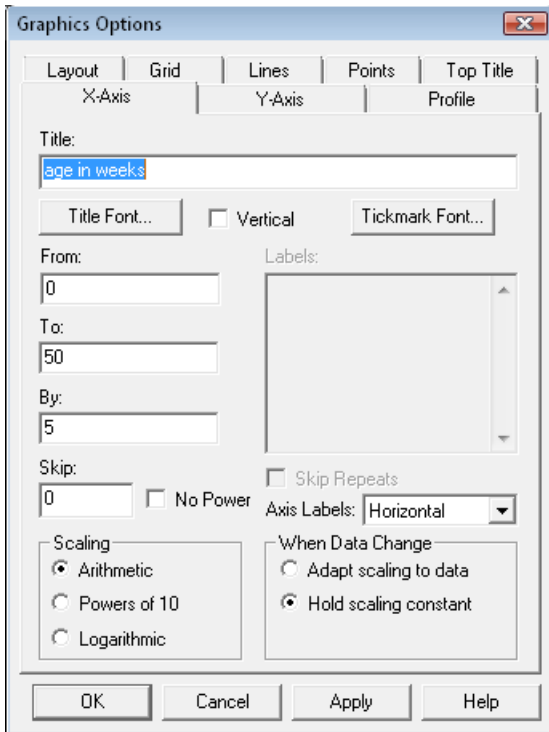 Graphics Options
Layout Grid Lines Points Top Title
X-Axis Y-Axis Profile
Title:
age in weeks
Title Font... Vertical Tickmark Font...
From: Labels:
0
To:
50
By:
5
Skip: Skip Repeats
0 No Power Axis Labels: Horizontal
Scaling When Data Change
Arithmetic Adapt scaling to data
Powers of 10 Hold scaling constant
Logarithmic
OK Cancel Apply Help